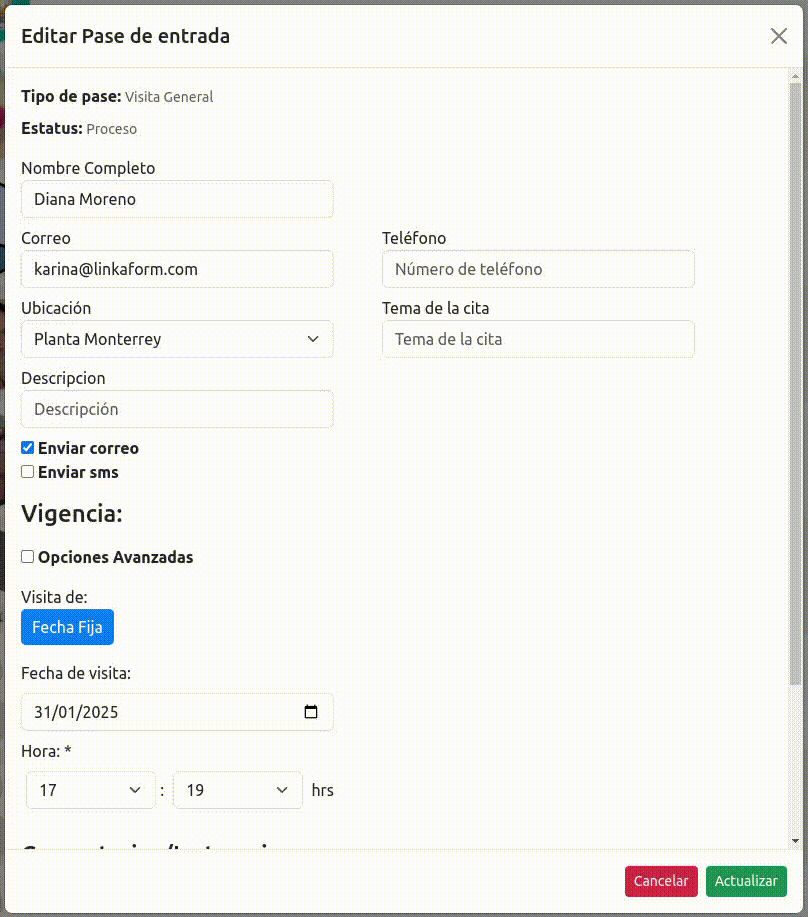 Editar Pase de entrada
Tipo de pase: Visita General
Estatus: Proceso
Nombre Completo
Diana Moreno
Correo
Teléfono
karina@linkaform.com
Número de teléfono
Ubicación
Tema de la cita
Planta Monterrey
Tema de la cita
Descripcion
Descripción
Enviar correo
Enviar sms
Vigencia:
Opciones Avanzadas
Visita de:
Fecha Fija
Fecha de visita:
31/01/2025
Hora: *
17 : 19 hrs
Cancelar
Actualizar